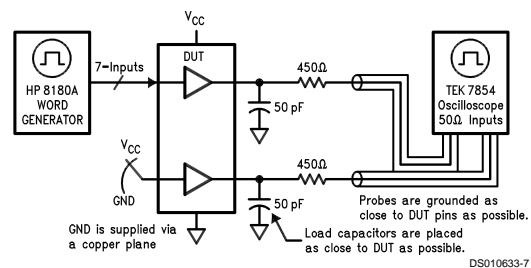 VCC
DUT
7-Inputs
HP 8180A
WORD
GENERATOR
450Ω
50 pF
TEK 7854
Oscilloscope
50Ω Inputs
VCC
GND
450Ω
50 pF
GND is supplied via
a copper plane
Probes are grounded as
close to DUT pins as possible.
Load capacitors are placed
as close to DUT as possible.
DS010633-7